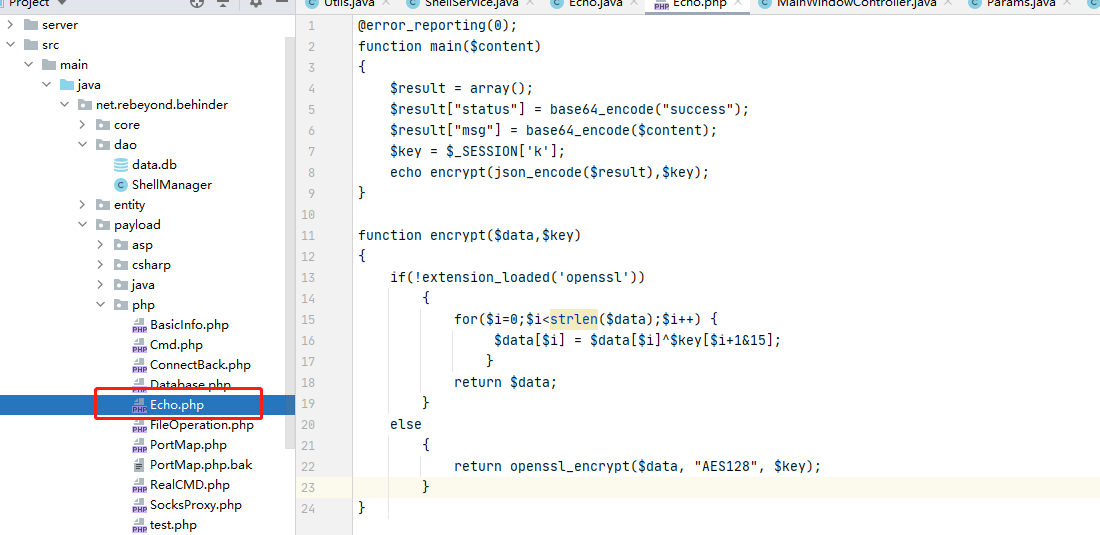 Project
Utils.java
ShellService.java
Echo.java
Echo.php
MainWindowController.java
Params.java
server
src
main
java
net.rebeyond.behinder
core
dao
data.db
ShellManager
entity
payload
asp
csharp
java
php
BasicInfo.php
Cmd.php
ConnectBack.php
Database.php
Echo.php
FileOperation.php
PortMap.php
PortMap.php.bak
RealCMD.php
SocksProxy.php
test.php
1 @error_reporting(0);
2 function main($content)
3 {
4 $result = array();
5 $result["status"] = base64_encode("success");
6 $result["msg"] = base64_encode($content);
7 $key = $_SESSION['k'];
8 echo encrypt(json_encode($result),$key);
9 }
10
11 function encrypt($data,$key)
12 {
13 if(!extension_loaded('openssl'))
14 {
15 for($i=0;$i<strlen($data);$i++) {
16 $data[$i] = $data[$i]^$key[$i+1&15];
17 }
18 return $data;
19 }
20 else
21 {
22 return openssl_encrypt($data, "AES128", $key);
23 }
24 }